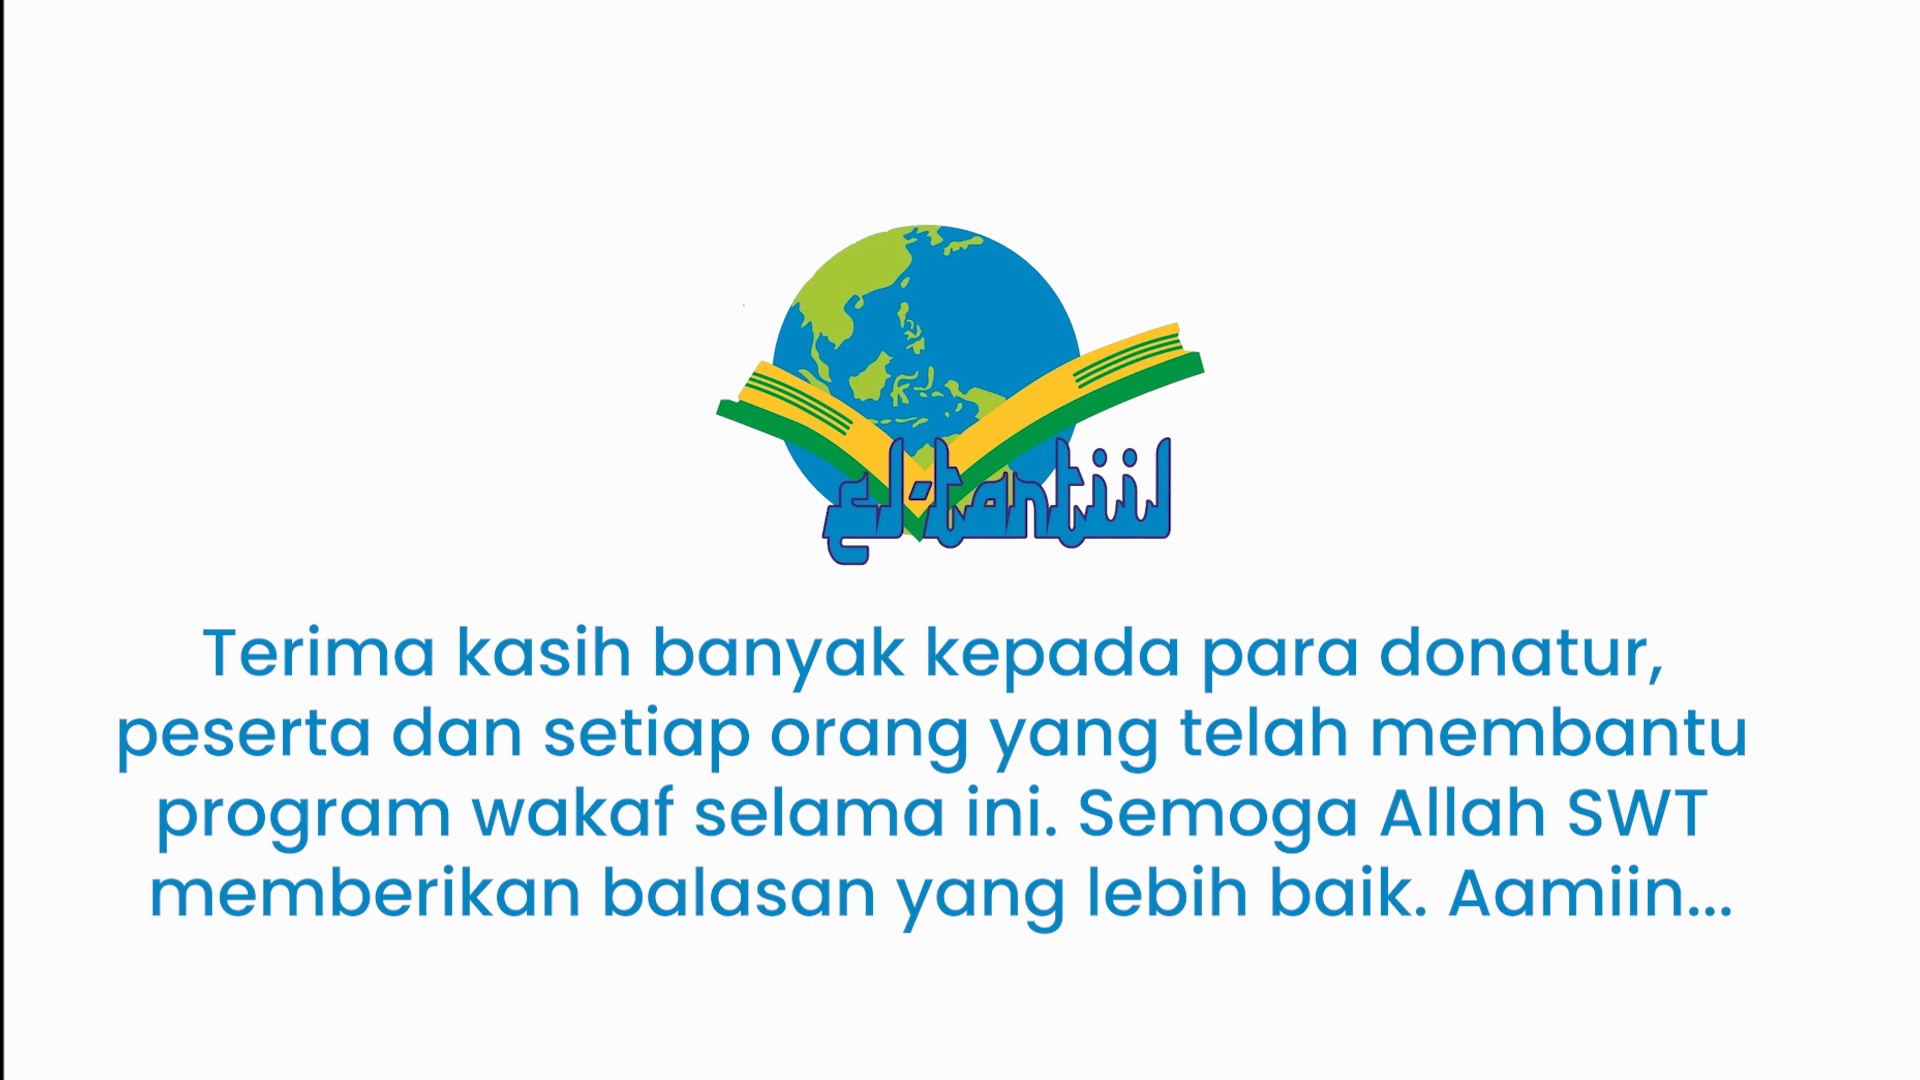 el-tartiil
Terima kasih banyak kepada para donatur,
peserta dan setiap orang yang telah membantu
program wakaf selama ini. Semoga Allah SWT
memberikan balasan yang lebih baik. Aamiin...